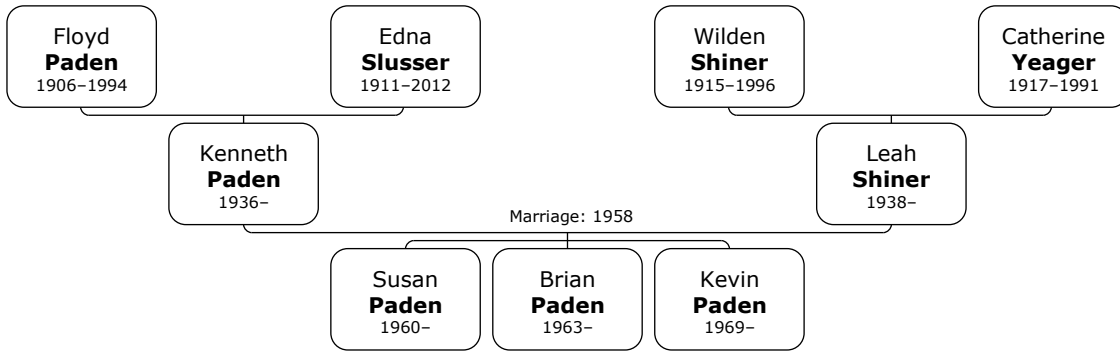 Floyd
Paden
1906–1994
Edna
Slusser
1911–2012
Wilden
Shiner
1915–1996
Catherine
Yeager
1917–1991
Kenneth
Paden
1936–
Leah
Shiner
1938–
Marriage: 1958
Susan
Paden
1960–
Brian
Paden
1963–
Kevin
Paden
1969–